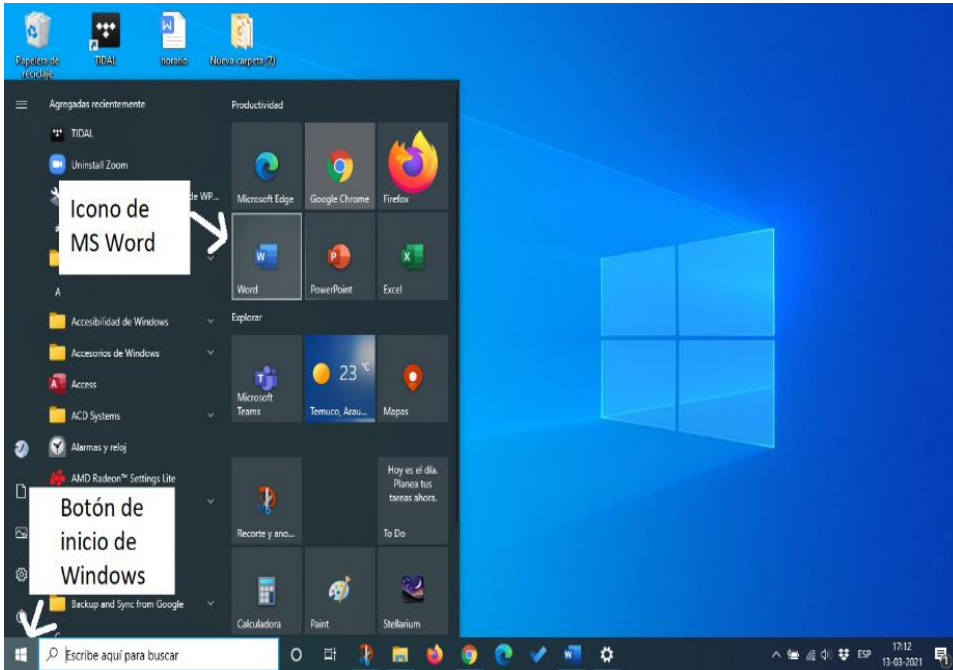 Papelera de
reciclaje
TIDAL
horario
Nueva carpeta (2)
Agregadas recientemente
TIDAL
Uninstall Zoom
de WP...
Icono de
MS Word
A
Accesibilidad de Windows
Accesorios de Windows
Access
ACD Systems
Alarmas y reloj
AMD Radeon™ Settings Lite
Botón de
inicio de
Windows
Backup and Sync from Google
Productividad
Microsoft Edge
Google Chrome
Firefox
Word
PowerPoint
Excel
Explorar
Microsoft
Teams
23 °C
Temuco, Arau...
Mapas
Recorte y ano...
Hoy es el día.
Planea tus
tareas ahora.
To Do
Calculadora
Paint
Stellarium
Escribe aquí para buscar
ESP
17:12
13-03-2021